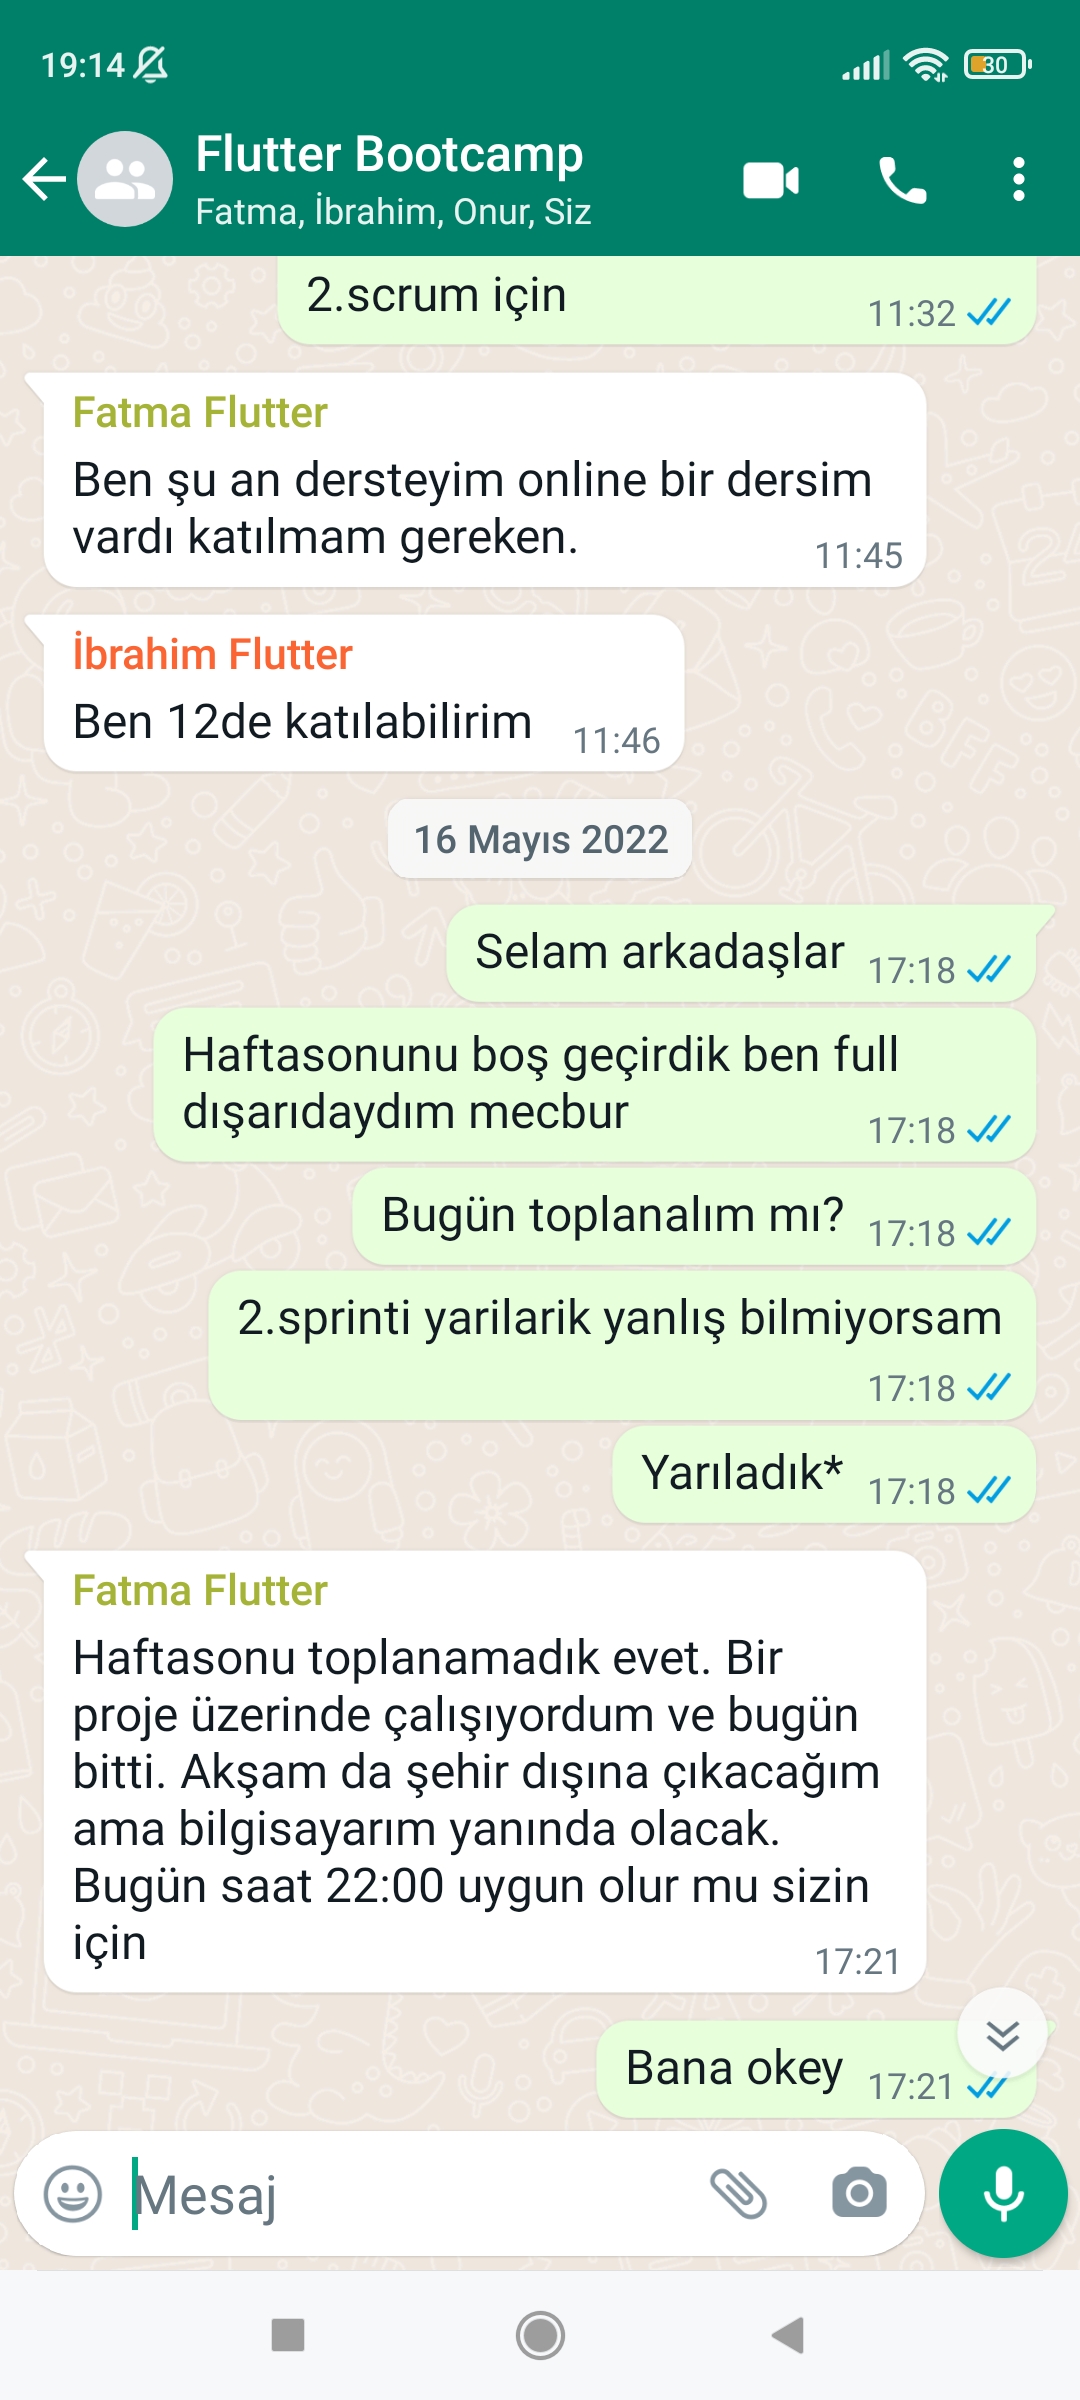 19:14
30
Flutter Bootcamp
Fatma, İbrahim, Onur, Siz
2.scrum için
11:32
Fatma Flutter
Ben şu an dersteyim online bir dersim
vardı katılmam gereken.
11:45
İbrahim Flutter
Ben 12de katılabilirim
11:46
16 Mayıs 2022
Selam arkadaşlar
17:18
Haftasonunu boş geçirdik ben full
dışarıdaydım mecbur
17:18
Bugün toplanalım mı?
17:18
2.sprinti yarilarik yanlış bilmiyorsam
17:18
Yarıladık*
17:18
Fatma Flutter
Haftasonu toplanamadık evet. Bir
proje üzerinde çalışıyordum ve bugün
bitti. Akşam da şehir dışına çıkacağım
ama bilgisayarım yanında olacak.
Bugün saat 22:00 uygun olur mu sizin
için
17:21
Bana okey
17:21
Mesaj